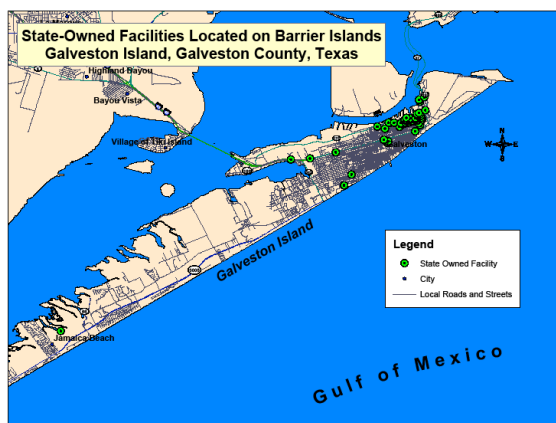 State-Owned Facilities Located on Barrier Islands
Galveston Island, Galveston County, Texas
Highland Bayou
Bayou Vista
Village of Tiki Island
Galveston
N
W E
S
Galveston Island
3005
Jamaica Beach
Legend
State Owned Facility
City
Local Roads and Streets
Gulf of Mexico